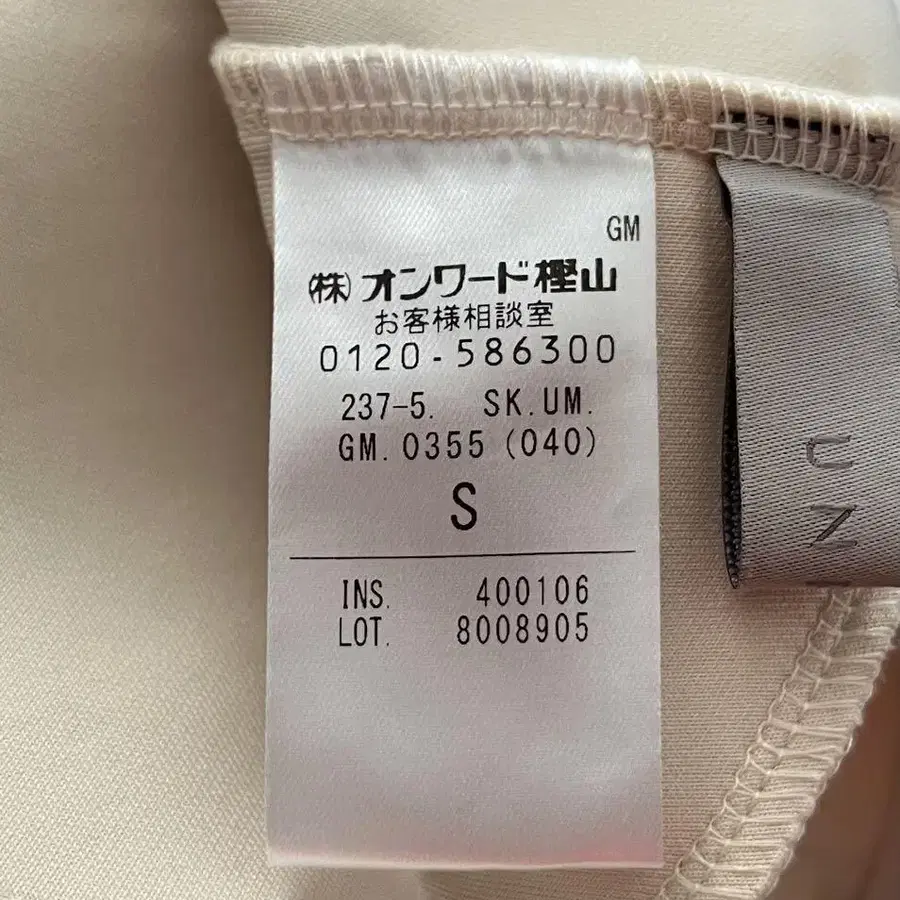 GM
㈱オンワード樫山
お客様相談室
0120-586300
237-5. SK.UM.
GM.0355(040)
S
INS. 400106
LOT. 8008905
UN